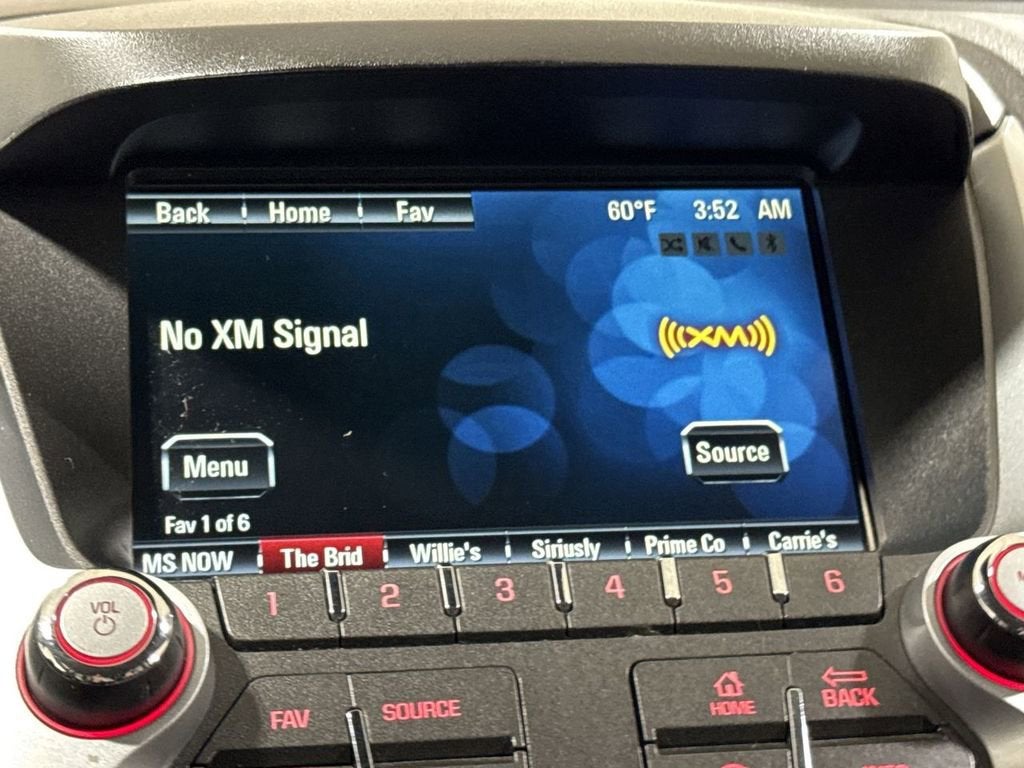 Back Home Fav 60°F 3:52 AM
No XM Signal
((XM))
Menu Source
Fav 1 of 6
MS NOW The Brid Willie's Siriusly Prime Co Carrie's
1 2 3 4 5 6
VOL
FAV SOURCE HOME BACK